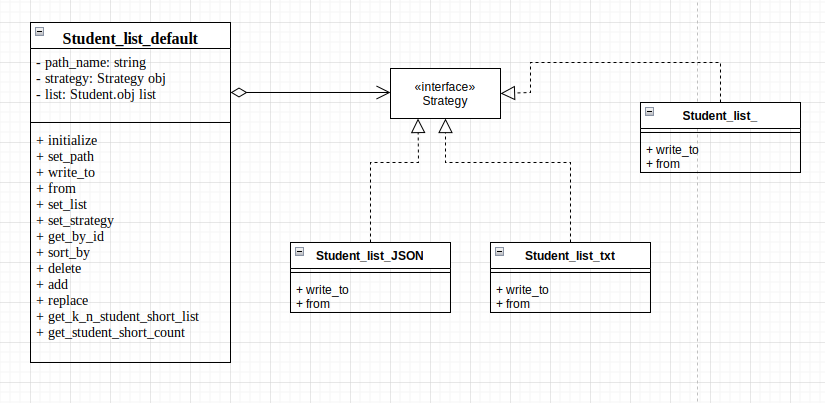 Student_list_default
- path_name: string
- strategy: Strategy obj
- list: Student.obj list
+ initialize
+ set_path
+ write_to
+ from
+ set_list
+ set_strategy
+ get_by_id
+ sort_by
+ delete
+ add
+ replace
+ get_k_n_student_short_list
+ get_student_short_count
«interface»
Strategy
Student_list_
+ write_to
+ from
Student_list_JSON
+ write_to
+ from
Student_list_txt
+ write_to
+ from